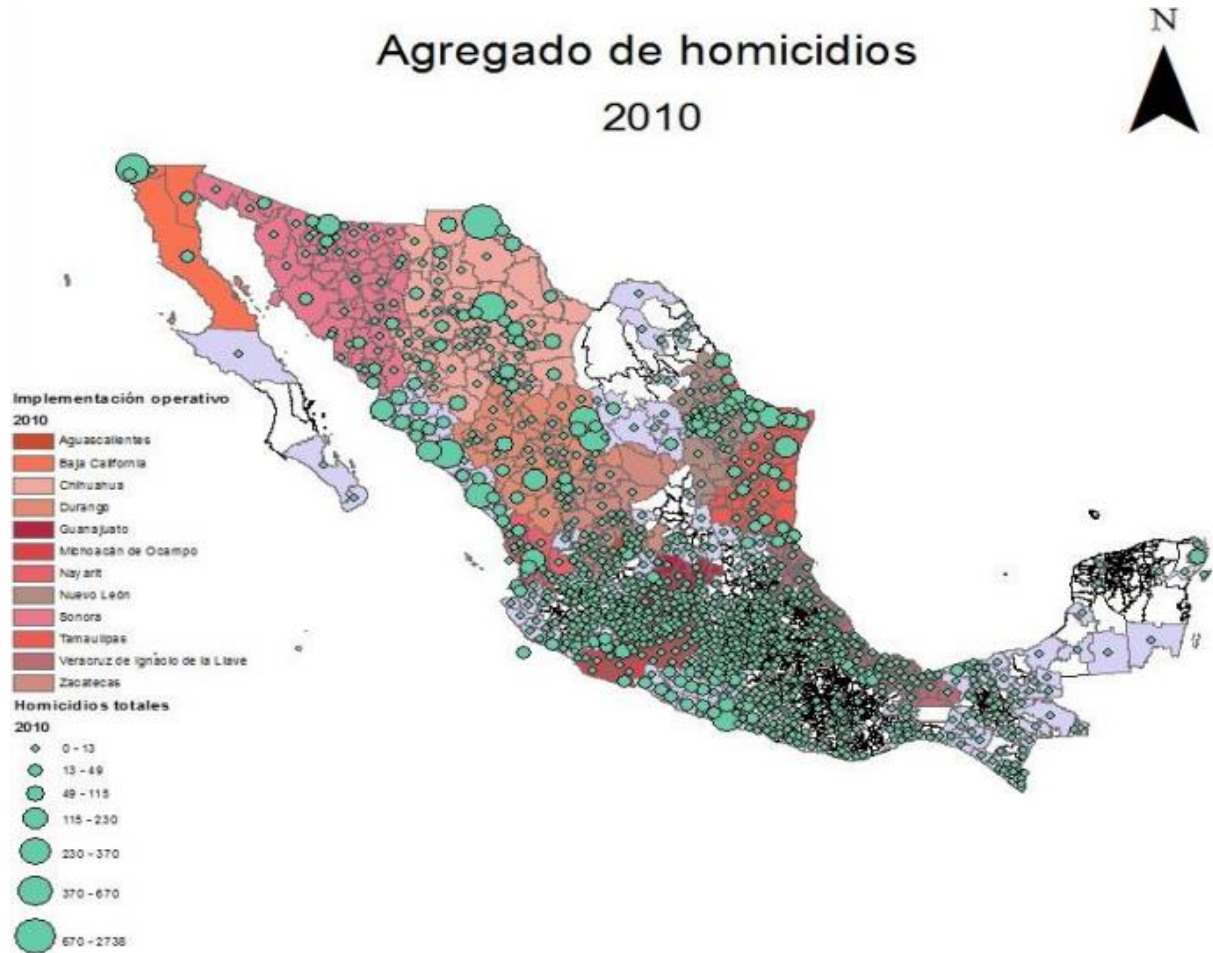 Agregado de homicidios
2010
N
Implementación operativo
2010
Aguascalientes
Baja California
Chihuahua
Durango
Guanajuato
Michoacán de Ocampo
Nayarit
Nuevo León
Sonora
Tamaulipas
Veracruz de Ignacio de la Llave
Zacatecas
Homicidios totales
2010
0 - 13
13 - 49
49 - 115
115 - 230
230 - 370
370 - 670
670 - 2738